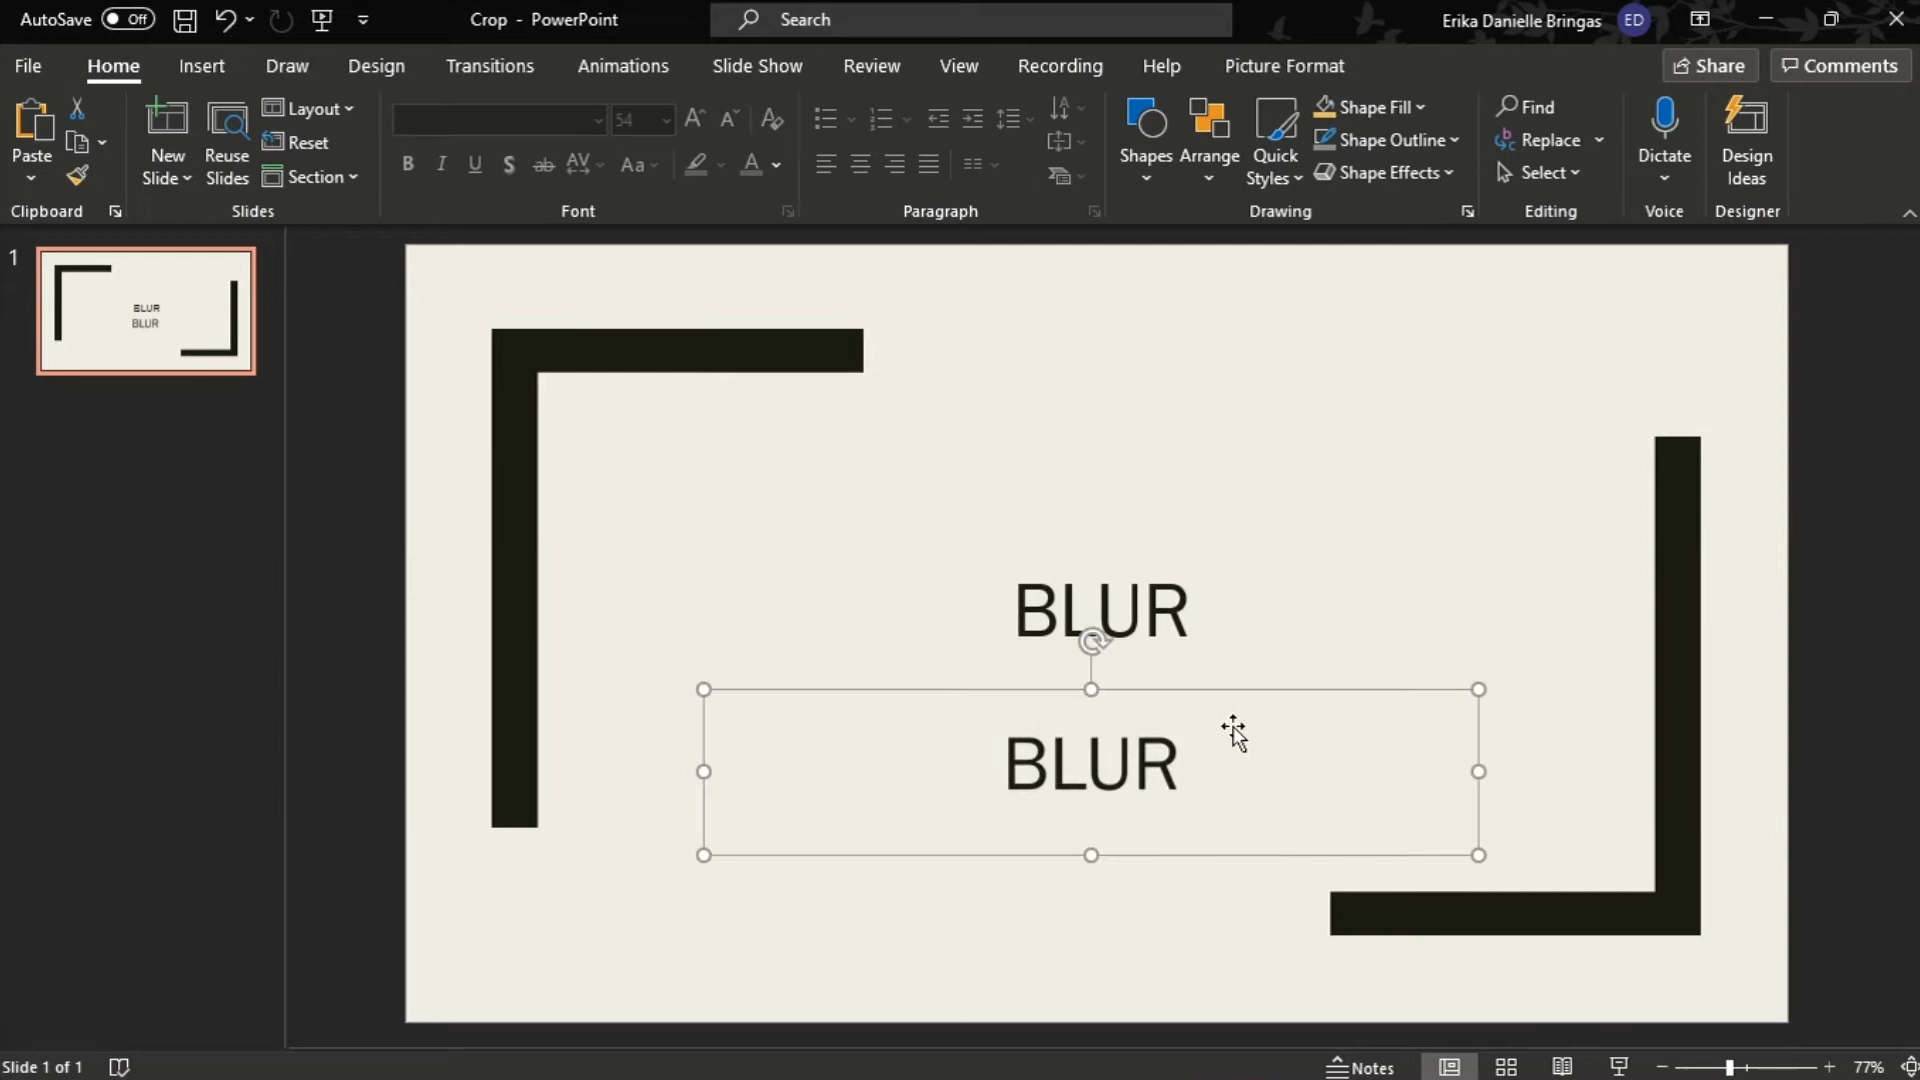 AutoSave Off Crop - PowerPoint Search Erika Danielle Bringas ED
File Home Insert Draw Design Transitions Animations Slide Show Review View Recording Help Picture Format Share Comments
Paste
New Slide
Reuse Slides
Layout
Reset
Section
54
B I U S ab AV Aa A
Shapes
Arrange
Quick Styles
Shape Fill
Shape Outline
Shape Effects
Find
Replace
Select
Dictate
Design Ideas
Clipboard Slides Font Paragraph Drawing Editing Voice Designer
1
BLUR
BLUR
BLUR
BLUR
Slide 1 of 1 Notes 77%